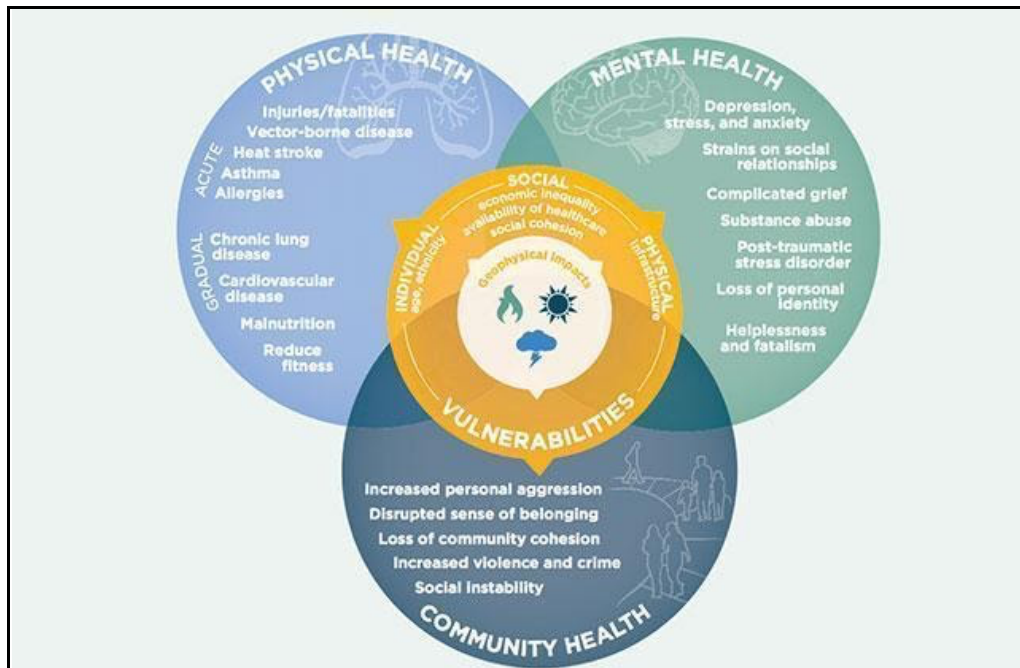 PHYSICAL HEALTH
ACUTE
Injuries/fatalities
Vector-borne disease
Heat stroke
Asthma
Allergies
GRADUAL
Chronic lung
disease
Cardiovascular
disease
Malnutrition
Reduce
fitness
MENTAL HEALTH
Depression,
stress, and anxiety
Strains on social
relationships
Complicated grief
Substance abuse
Post-traumatic
stress disorder
Loss of personal
identity
Helplessness
and fatalism
SOCIAL
economic inequality
availability of healthcare
social cohesion
INDIVIDUAL
age, ethnicity
PHYSICAL
infrastructure
Geophysical Impacts
VULNERABILITIES
Increased personal aggression
Disrupted sense of belonging
Loss of community cohesion
Increased violence and crime
Social instability
COMMUNITY HEALTH